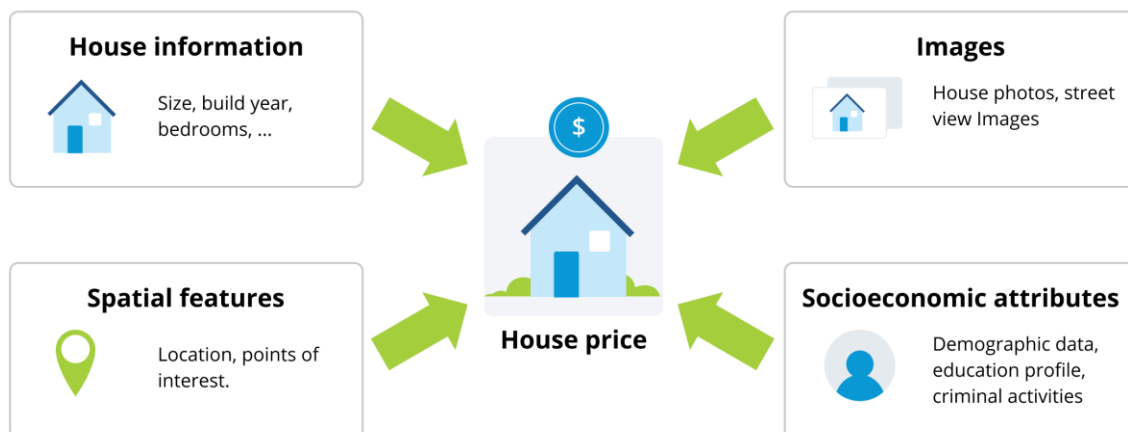 House information
Size, build year,
bedrooms, ...
Images
House photos, street
view Images
$
House price
Spatial features
Location, points of
interest.
Socioeconomic attributes
Demographic data,
education profile,
criminal activities